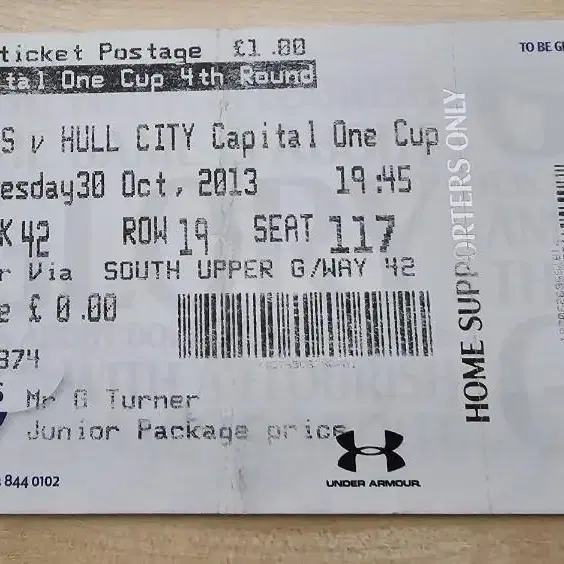 ticket Postage £1.00
TO BE G
tal One Cup 4th Round
S v HULL CITY Capital One Cup
esday30 Oct, 2013 19:45
K 42 ROW 19 SEAT 117
r Via SOUTH UPPER G/WAY 42
e £ 0.00
874
Mr G Turner
Junior Package price
UNDER ARMOUR
844 0102
HOME SUPPORTERS ONLY